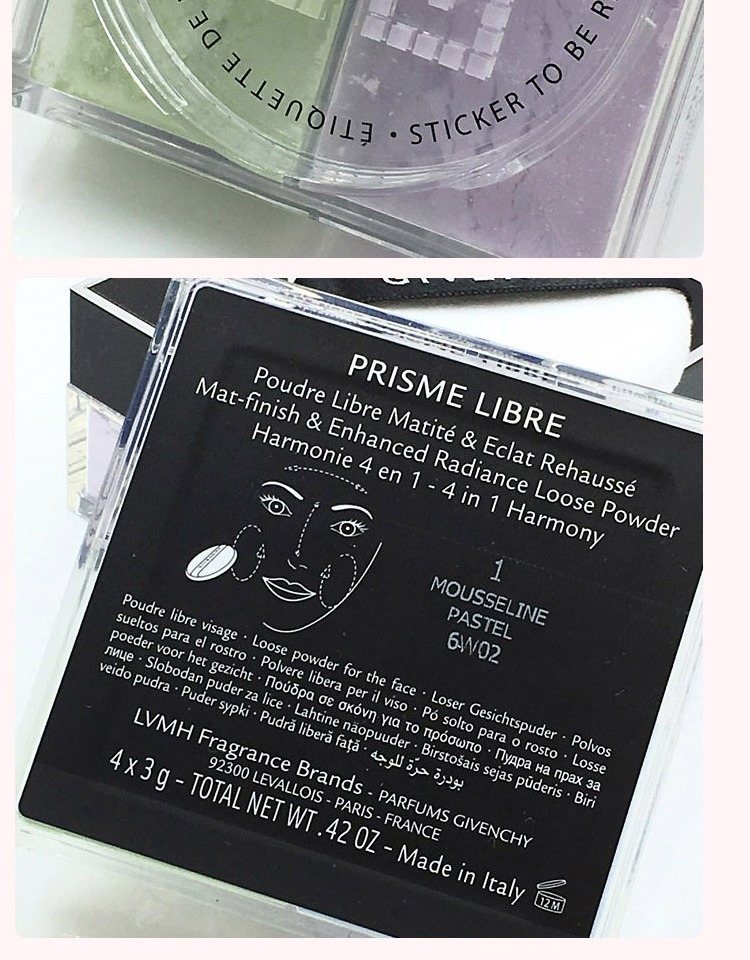 ÉTIQUETTE DE • STICKER TO BE
PRISME LIBRE
Poudre Libre Matité & Eclat Rehaussé
Mat-finish & Enhanced Radiance Loose Powder
Harmonie 4 en 1 - 4 in 1 Harmony
1
MOUSSELINE
PASTEL
6W02
Poudre libre visage · Loose powder for the face · Loser Gesichtspuder · Polvos
sueltos para el rostro · Polvere libera per il viso · Pó solto para o rosto · Losse
poeder voor het gezicht · Πούδρα σε σκόνη για το πρόσωπο · Пудра на прах за
лице · Slobodan puder za lice · Lahtine näopuuder · Birstošais sejas pūderis · Biri
veido pudra · Puder sypki · Pudră liberă faţă · بودرة حرّة للوجه
LVMH Fragrance Brands - PARFUMS GIVENCHY
92300 LEVALLOIS - PARIS - FRANCE
4 x 3 g - TOTAL NET WT. .42 OZ - Made in Italy
12 M